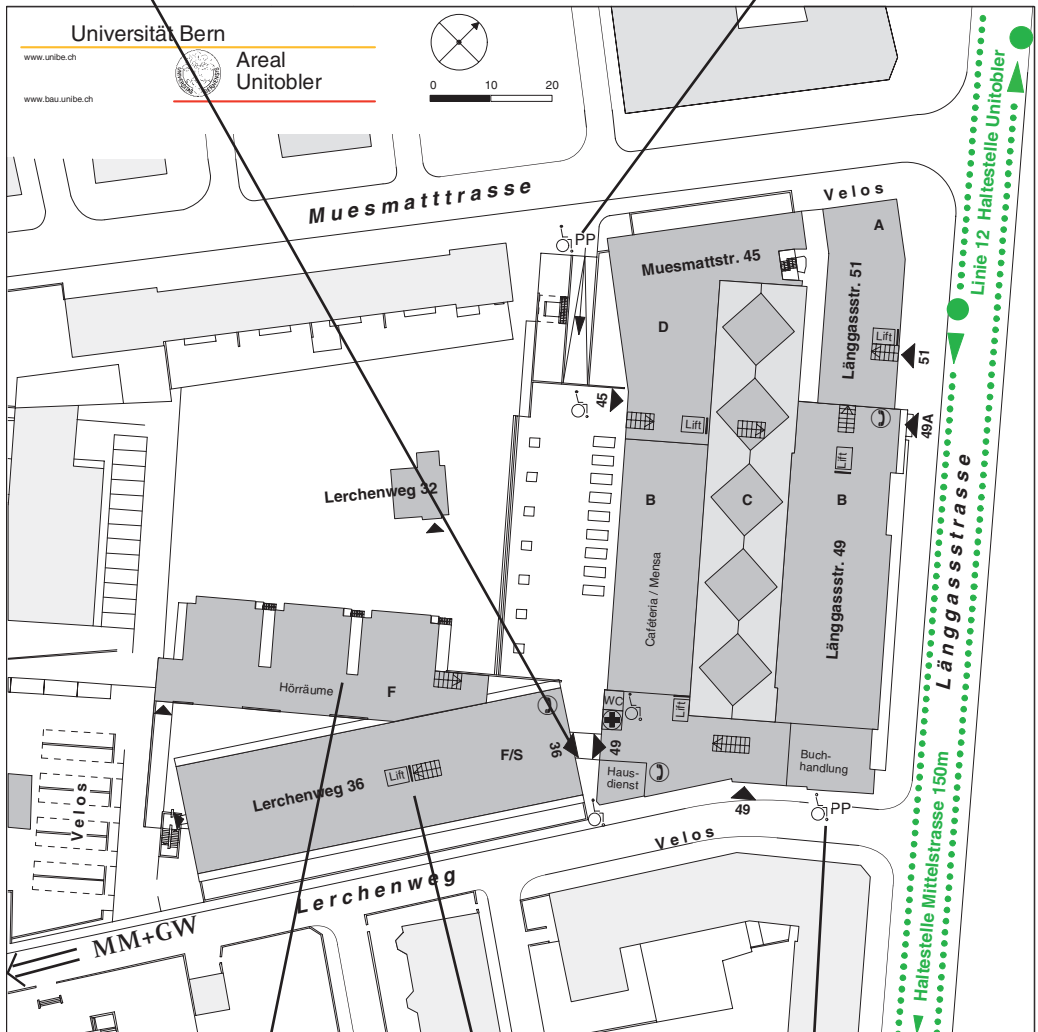 Universität Bern
www.unibe.ch
Areal
Unitobler
www.bau.unibe.ch
0 10 20
Linie 12 Haltestelle Unitobler
Muesmatttrasse
Velos
PP
A
Muesmattstr. 45
Länggassstr. 51
D
Lift
51
45
Lift
49A
Lift
Lerchenweg 32
B
C
B
Länggassstrasse
Caféteria / Mensa
Länggassstr. 49
Hörräume
F
WC
Lift
F/S
36
49
Buch-
handlung
Haus-
dienst
Lift
Lerchenweg 36
49
PP
Velos
Velos
Haltestelle Mittelstrasse 150m
Lerchenweg
MM+GW